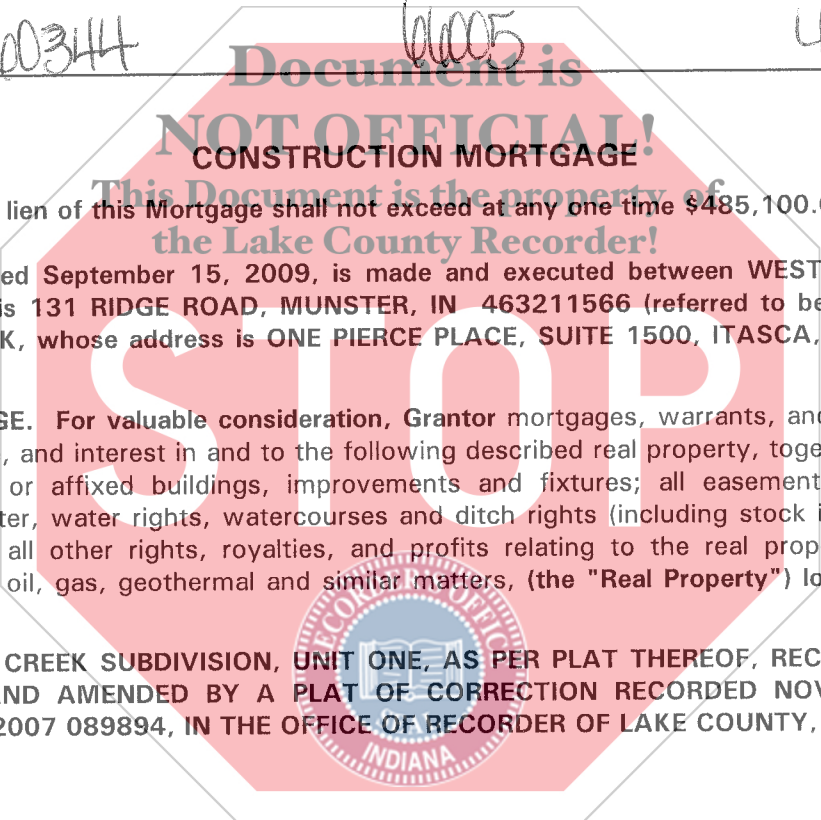 00344 66005
Document is
NOT OFFICIAL!
CONSTRUCTION MORTGAGE
This Document is the property of
lien of this Mortgage shall not exceed at any one time $485,100.
the Lake County Recorder!
ed September 15, 2009, is made and executed between WEST
is 131 RIDGE ROAD, MUNSTER, IN 463211566 (referred to be
K, whose address is ONE PIERCE PLACE, SUITE 1500, ITASCA,
STOP
GE. For valuable consideration, Grantor mortgages, warrants, and
, and interest in and to the following described real property, toge
or affixed buildings, improvements and fixtures; all easement
ter, water rights, watercourses and ditch rights (including stock i
all other rights, royalties, and profits relating to the real prop
oil, gas, geothermal and similar matters, (the "Real Property") lo
RECORDER'S OFFICE
CREEK SUBDIVISION, UNIT ONE, AS PER PLAT THEREOF, REC
AND AMENDED BY A PLAT OF CORRECTION RECORDED NOV
2007 089894, IN THE OFFICE OF RECORDER OF LAKE COUNTY,
INDIANA